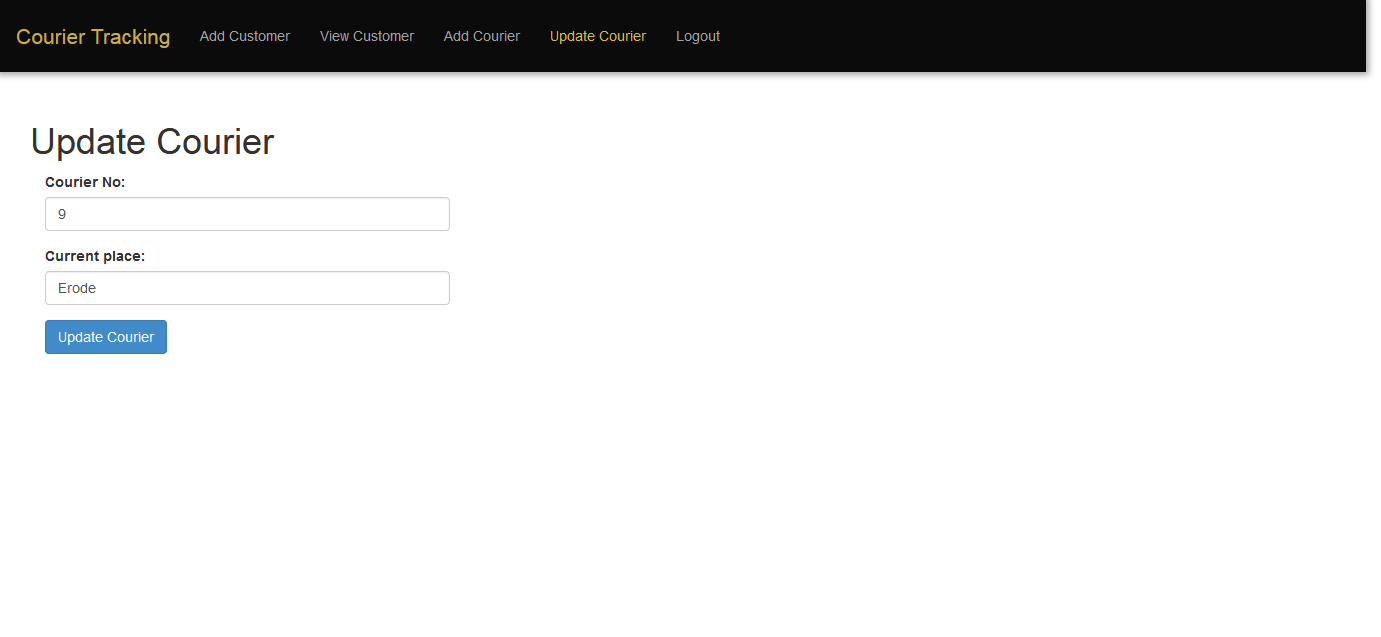 Courier Tracking Add Customer View Customer Add Courier Update Courier Logout
Update Courier
Courier No:
9
Current place:
Erode
Update Courier